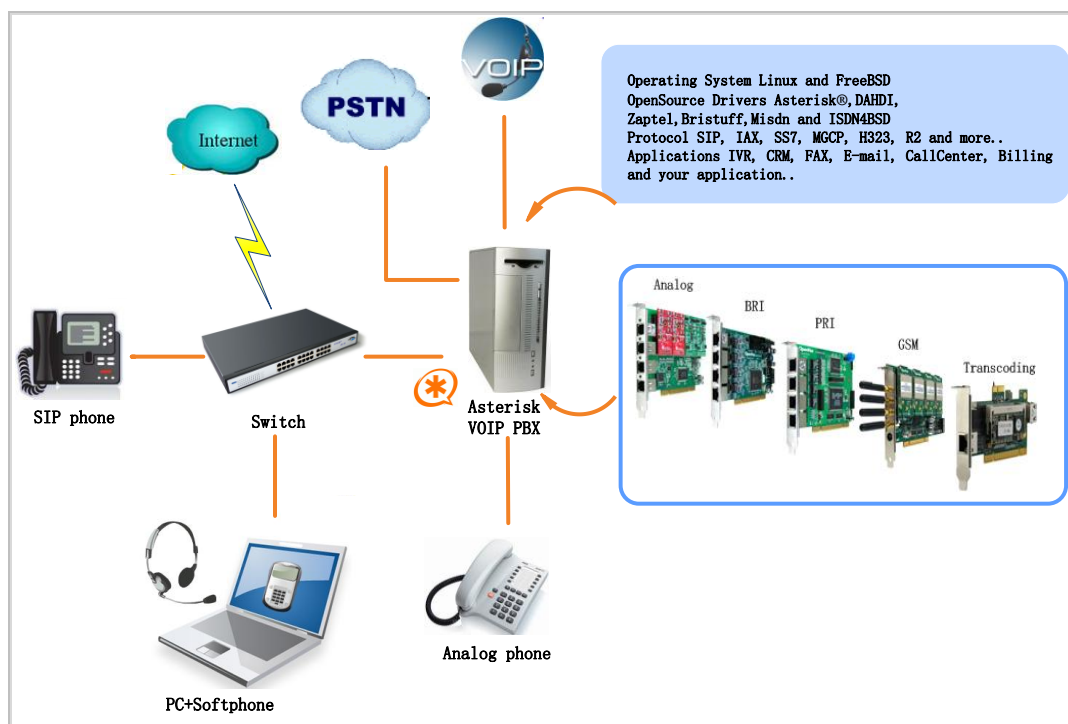 VOIP
PSTN
Internet
Operating System Linux and FreeBSD
OpenSource Drivers Asterisk®,DAHDI,
Zaptel,Bristuff,Misdn and ISDN4BSD
Protocol SIP, IAX, SS7, MGCP, H323, R2 and more..
Applications IVR, CRM, FAX, E-mail, CallCenter, Billing
and your application..
Analog
BRI
PRI
GSM
Transcoding
SIP phone
Switch
Asterisk
VOIP PBX
Analog phone
PC+Softphone